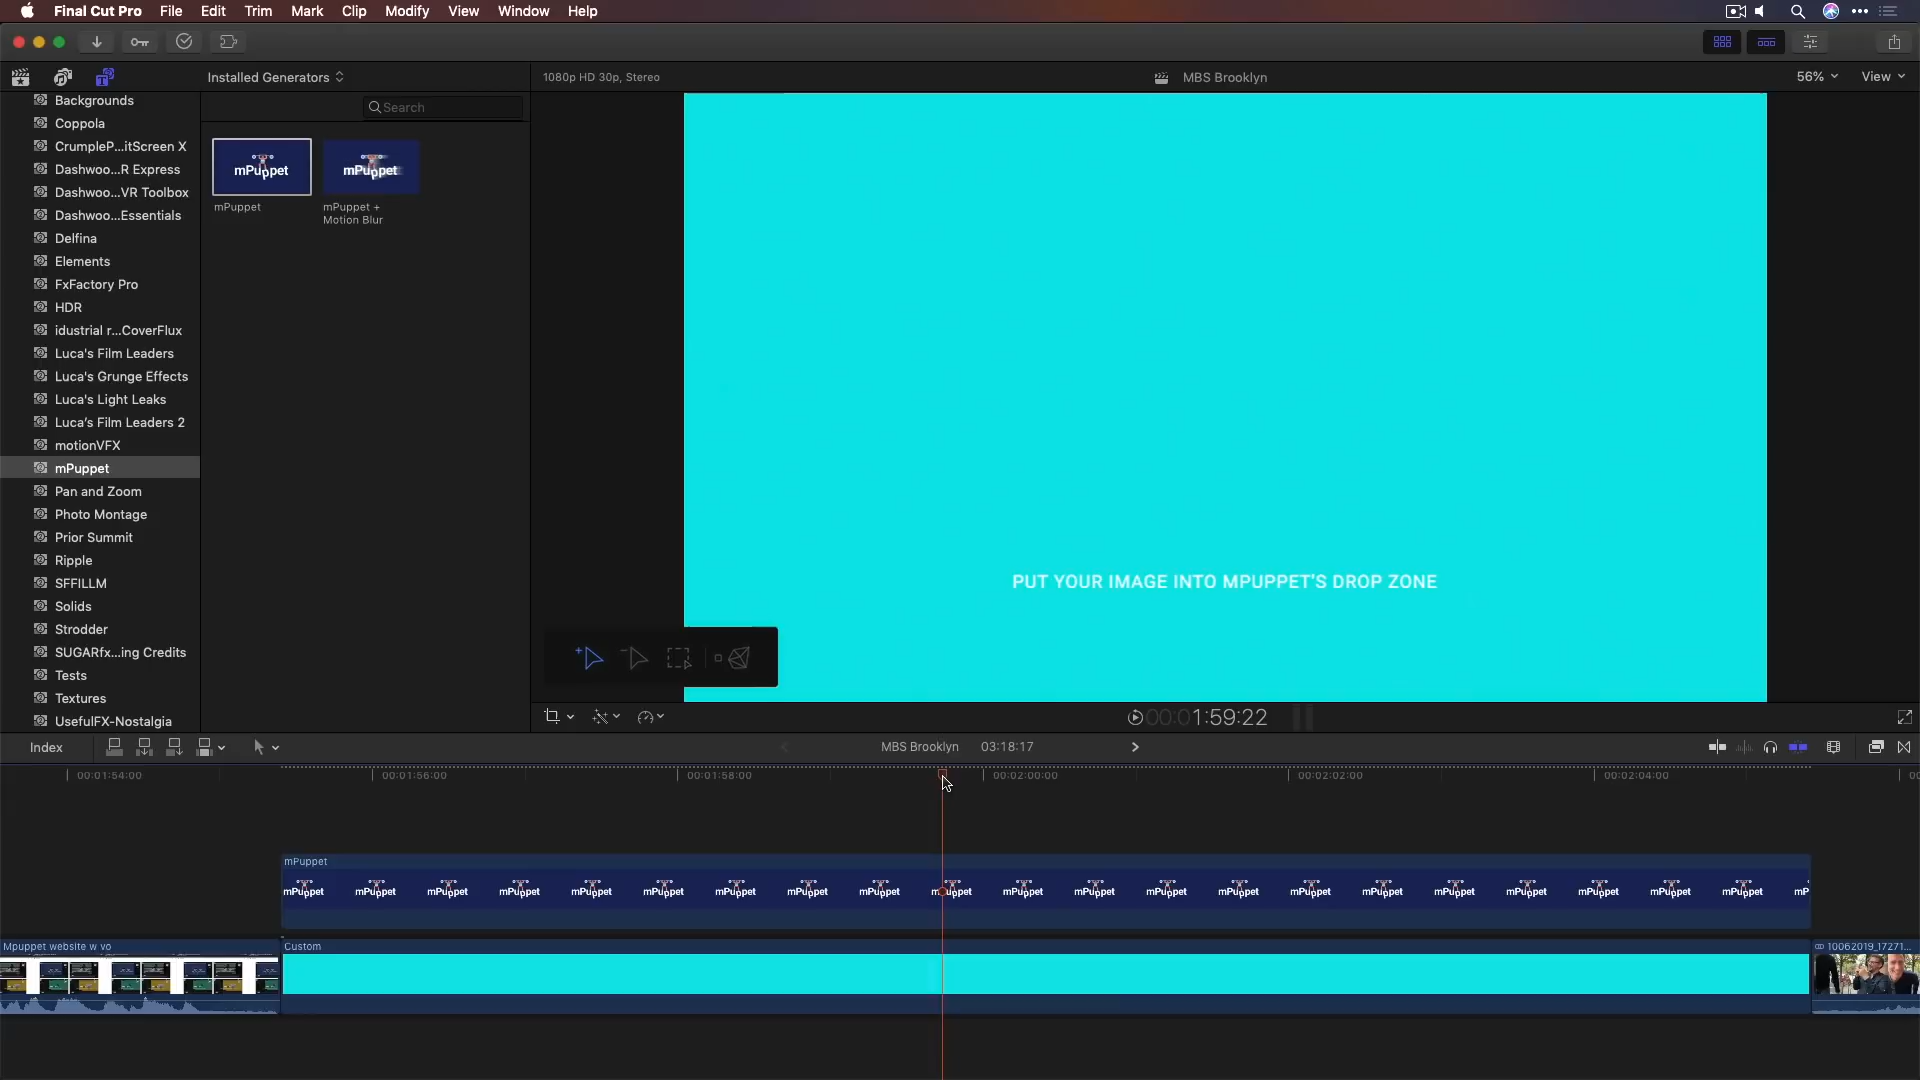 Final Cut Pro File Edit Trim Mark Clip Modify View Window Help
Installed Generators
1080p HD 30p, Stereo
MBS Brooklyn
56%
View
Search
Backgrounds
Coppola
CrumpleP...itScreen X
Dashwoo...R Express
Dashwoo...VR Toolbox
Dashwoo...Essentials
Delfina
Elements
FxFactory Pro
HDR
idustrial r...CoverFlux
Luca's Film Leaders
Luca's Grunge Effects
Luca's Light Leaks
Luca's Film Leaders 2
motionVFX
mPuppet
Pan and Zoom
Photo Montage
Prior Summit
Ripple
SFFILLM
Solids
Strodder
SUGARfx...ing Credits
Tests
Textures
UsefulFX-Nostalgia
mPuppet
mPuppet
mPuppet
mPuppet +
Motion Blur
PUT YOUR IMAGE INTO MPUPPET'S DROP ZONE
00:01:59:22
Index
MBS Brooklyn
03:18:17
00:01:54:00
00:01:56:00
00:01:58:00
00:02:00:00
00:02:02:00
00:02:04:00
mPuppet
mPuppet mPuppet mPuppet mPuppet mPuppet mPuppet mPuppet mPuppet mPuppet mPuppet mPuppet mPuppet mPuppet mPuppet mPuppet mPuppet mPuppet mPuppet mPuppet mPuppet mPuppet mP
Mpuppet website w vo
Custom
10062019_17271...